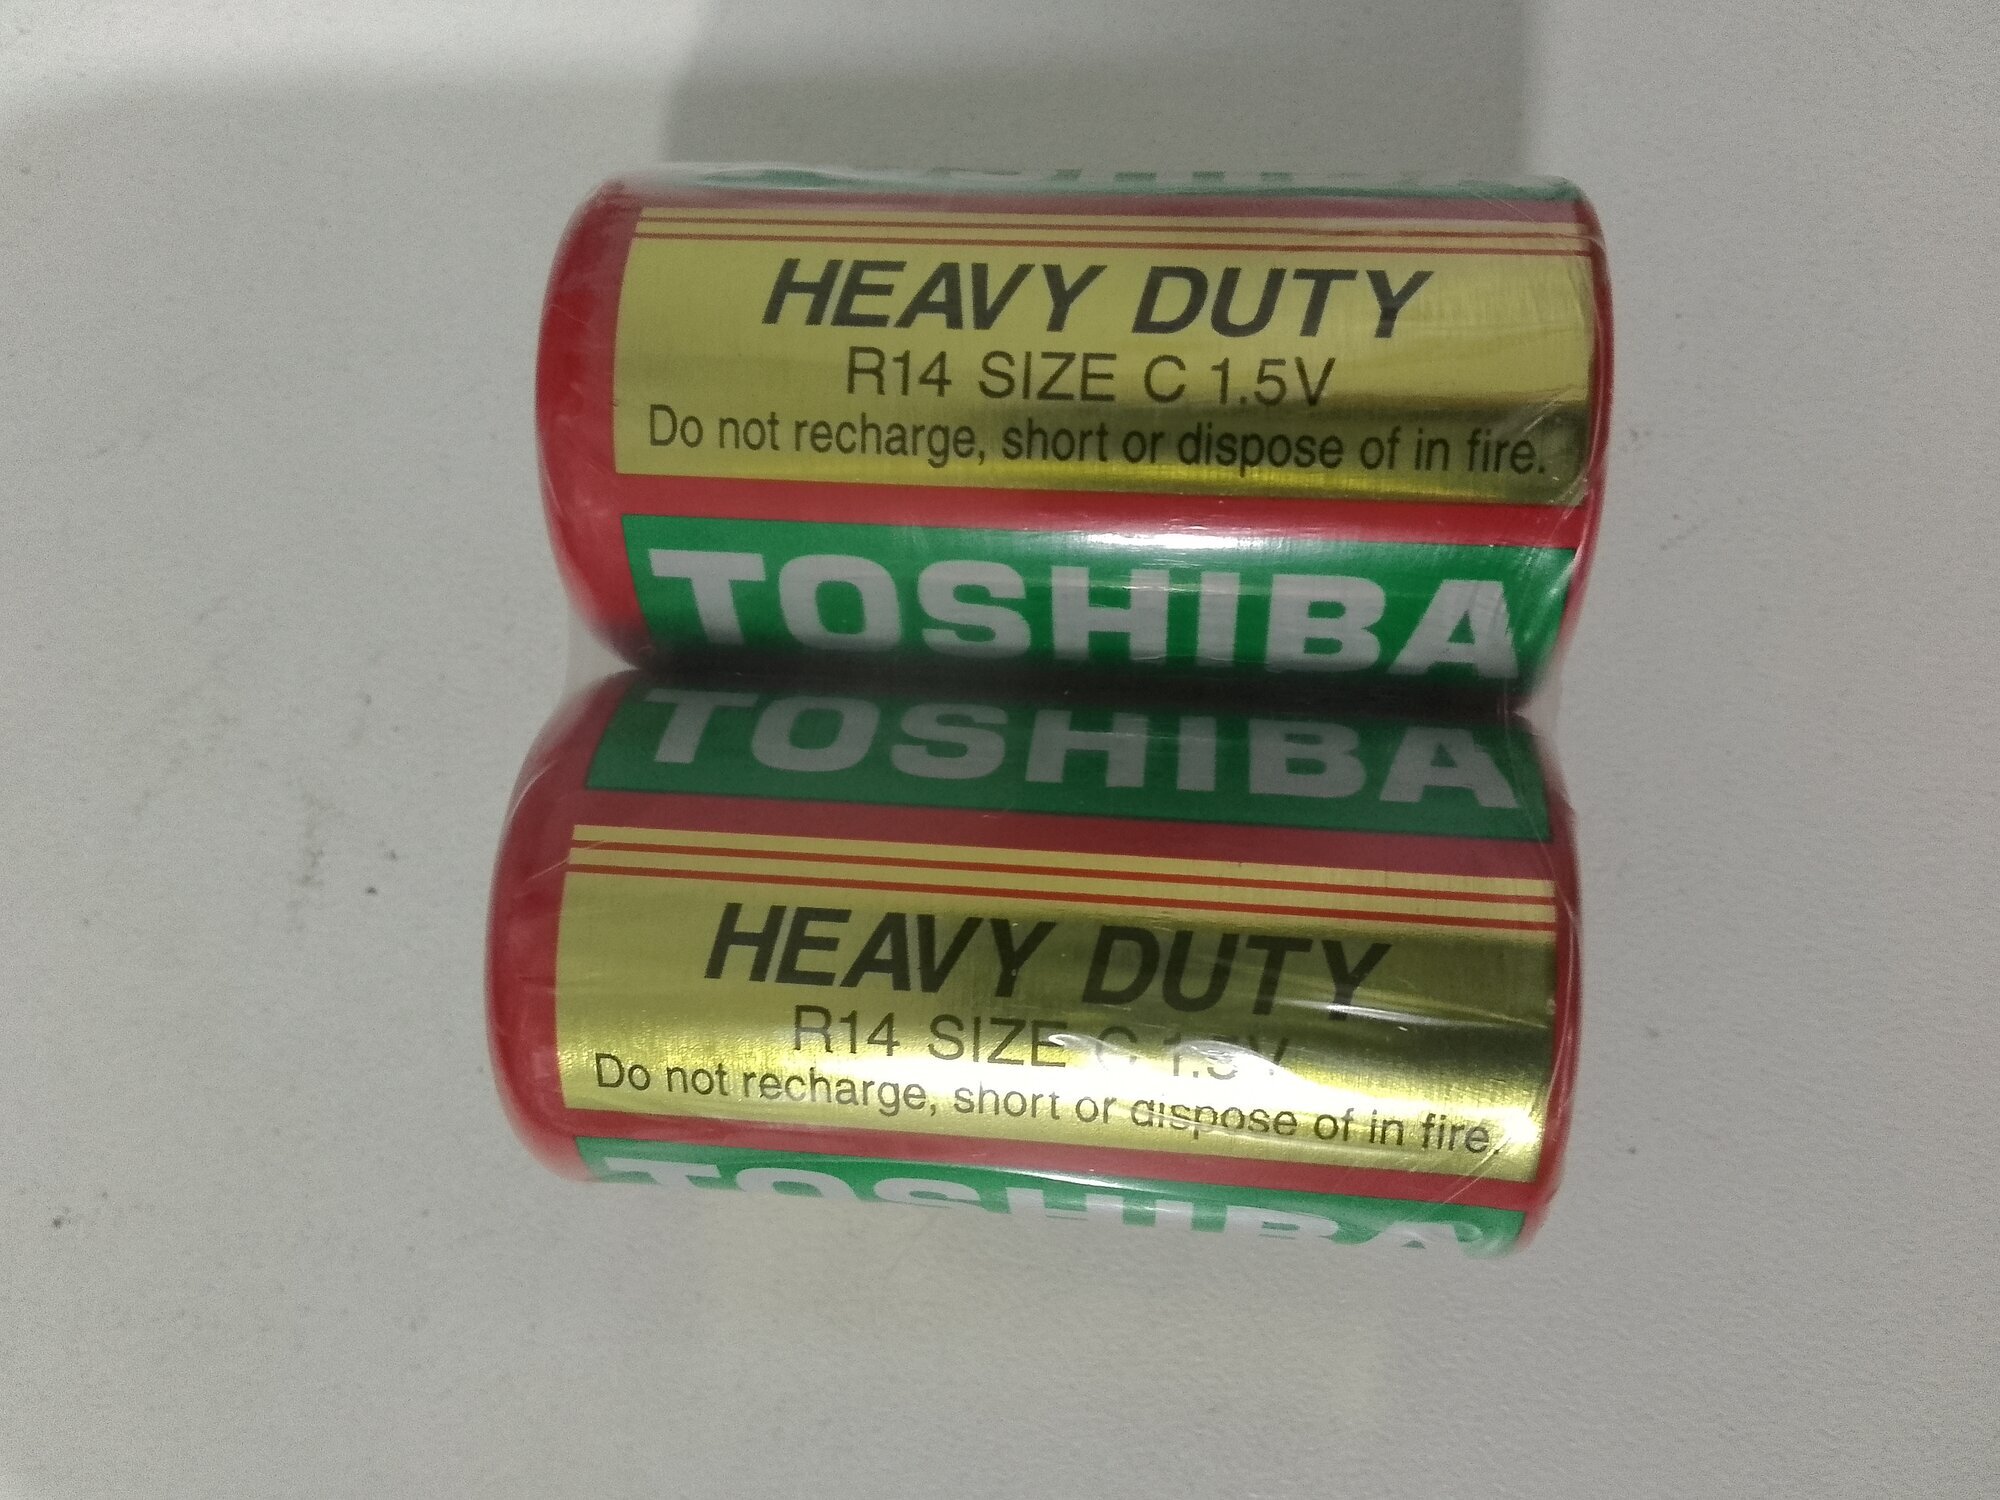 HEAVY DUTY
R14 SIZE C 1.5V
Do not recharge, short or dispose of in fire.
TOSHIBA
TOSHIBA
HEAVY DUTY
R14 SIZE C 1.5V
Do not recharge, short or dispose of in fire.
TOSHIBA